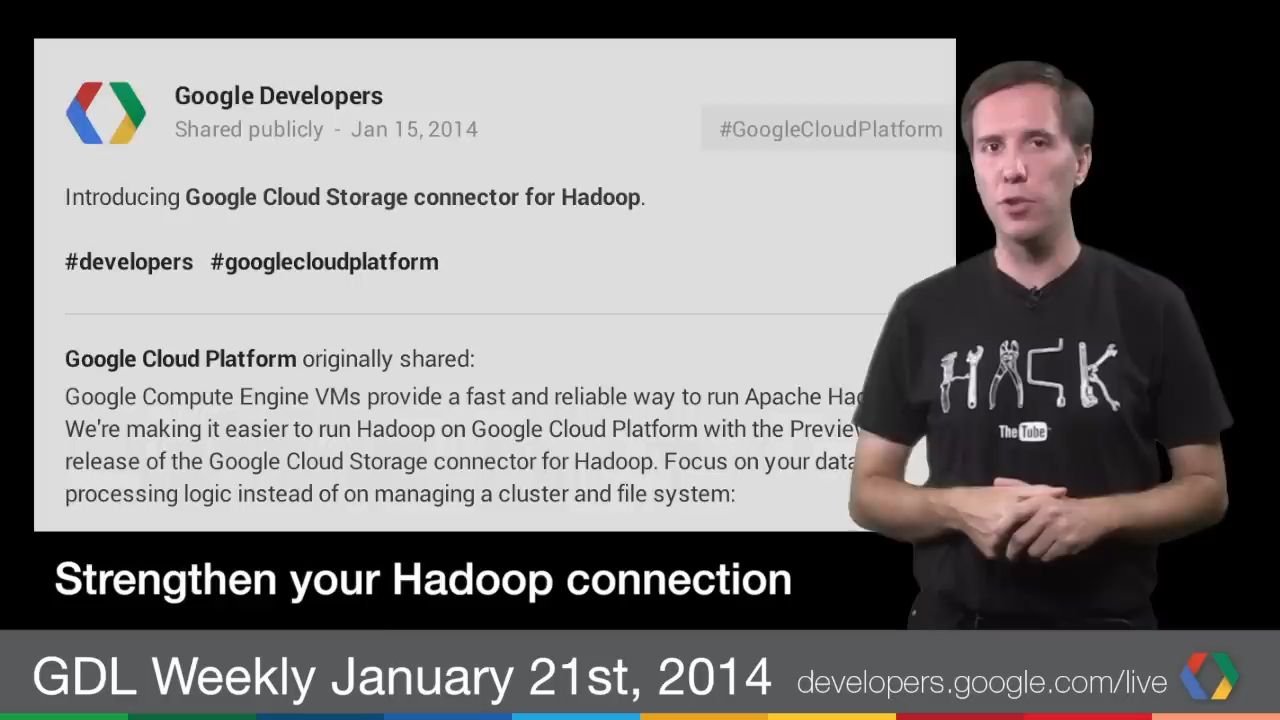 Google Developers
Shared publicly - Jan 15, 2014
#GoogleCloudPlatform
Introducing Google Cloud Storage connector for Hadoop.
#developers #googlecloudplatform
Google Cloud Platform originally shared:
Google Compute Engine VMs provide a fast and reliable way to run Apache
We're making it easier to run Hadoop on Google Cloud Platform with the
release of the Google Cloud Storage connector for Hadoop. Focus on your data
processing logic instead of on managing a cluster and file system:
HACK
The YouTube
Strengthen your Hadoop connection
GDL Weekly January 21st, 2014
developers.google.com/live